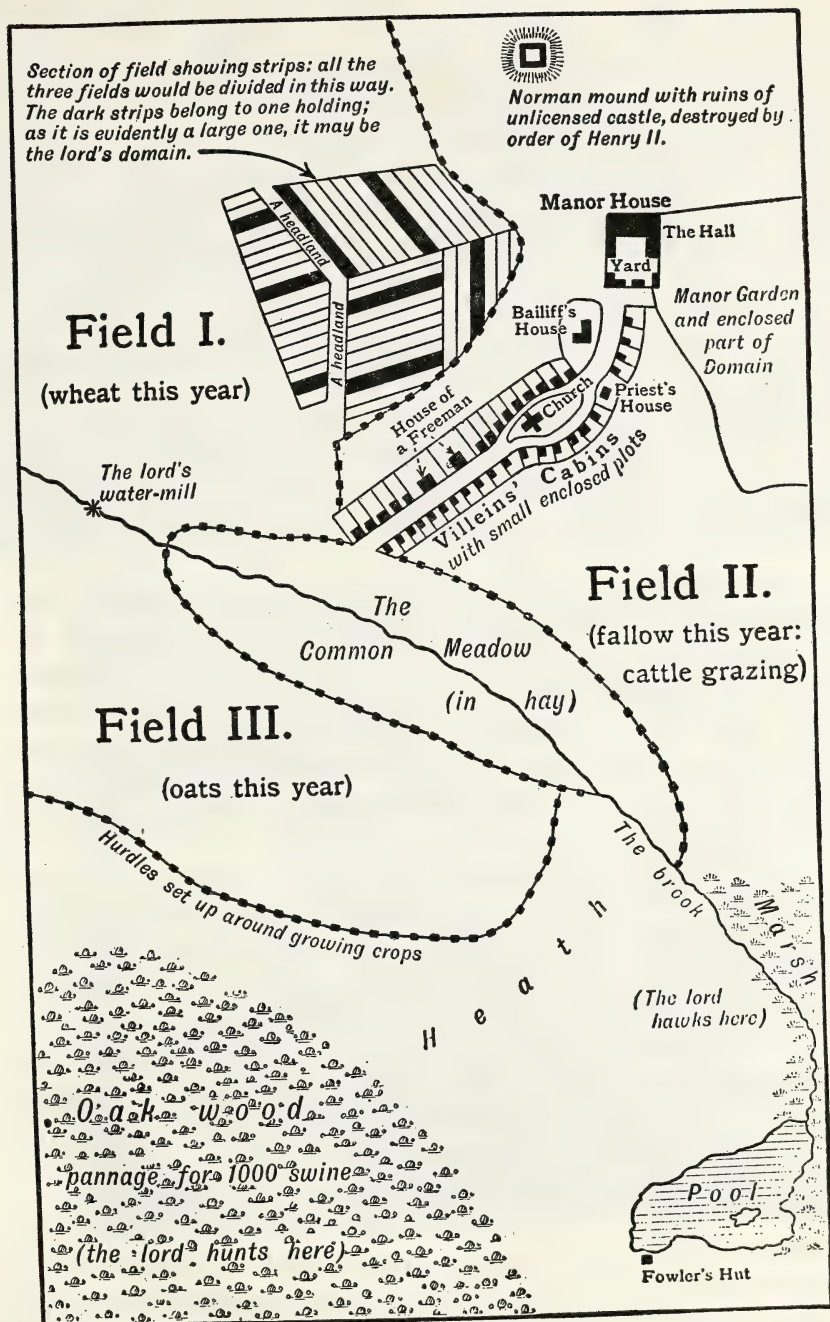 Section of field showing strips: all the
three fields would be divided in this way.
The dark strips belong to one holding;
as it is evidently a large one, it may be
the lord's domain.
Norman mound with ruins of
unlicensed castle, destroyed by
order of Henry II.
Manor House
The Hall
Yard
A headland
A headland
Manor Garden
and enclosed
part of
Domain
Bailiff's
House
Field I.
(wheat this year)
House of
a Freeman
Church
Priest's
House
Villeins' Cabins
with small enclosed plots
The lord's
water-mill
Field II.
(fallow this year:
cattle grazing)
The
Common Meadow
(in hay)
Field III.
(oats this year)
Hurdles set up around growing crops
The brook
Marsh
Heath
(The lord
hawks here)
Oak wood
pannage for 1000 swine
(the lord hunts here)
Pool
Fowler's Hut